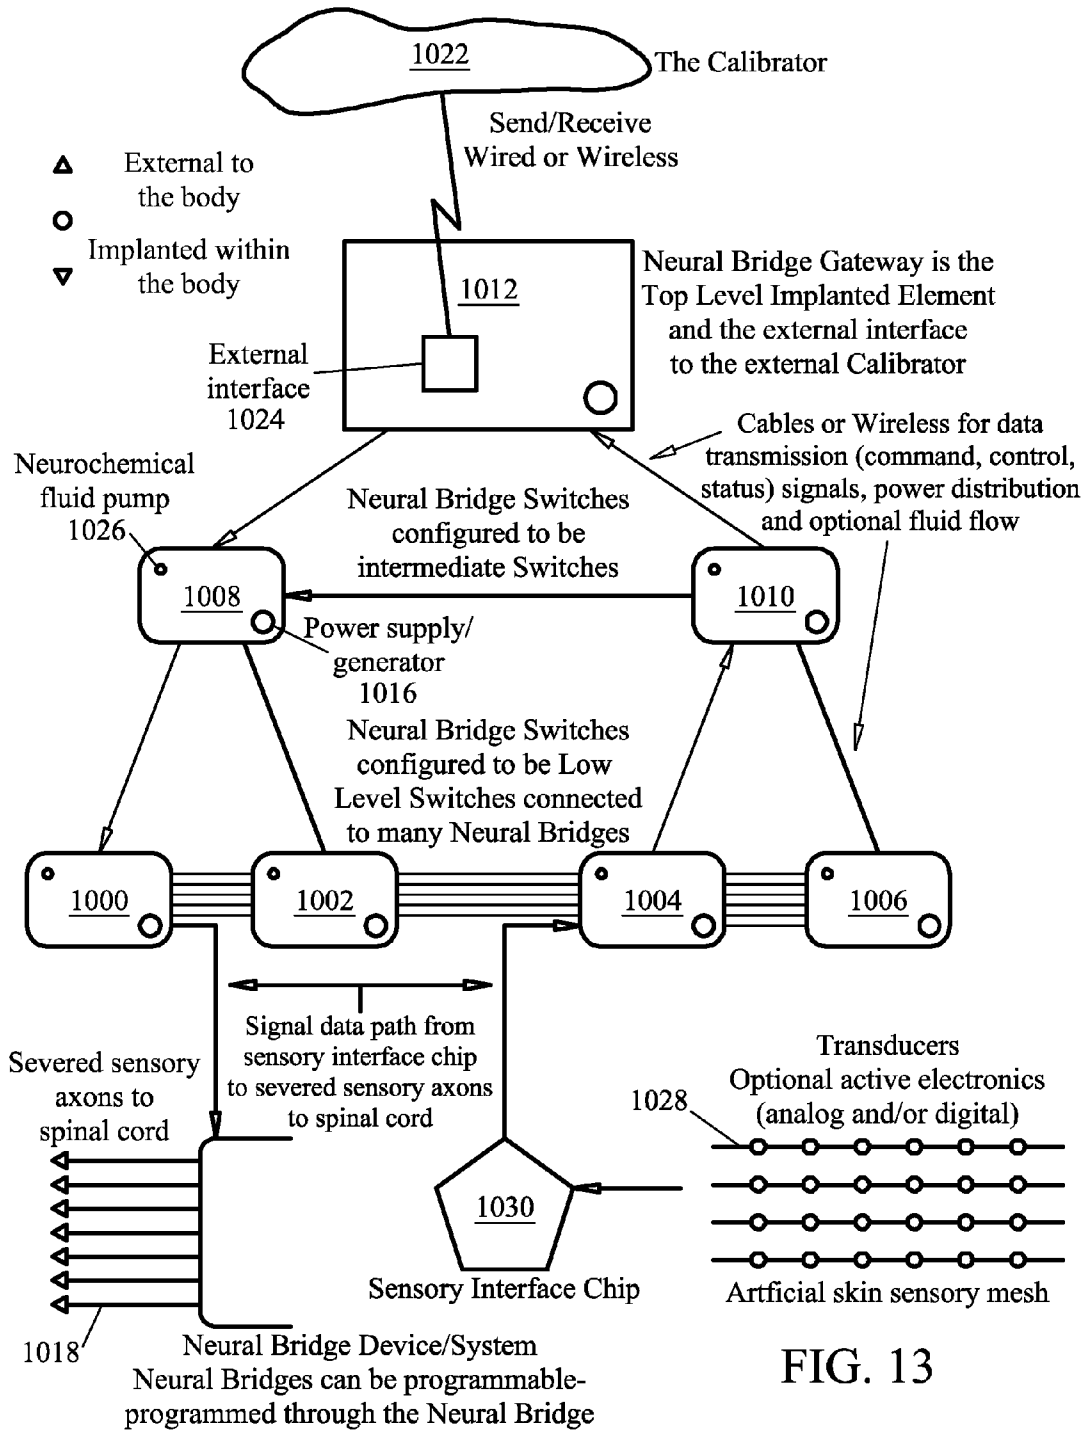 1022
The Calibrator
Send/Receive
Wired or Wireless
External to
the body
Implanted within
the body
1012
Neural Bridge Gateway is the
Top Level Implanted Element
and the external interface
to the external Calibrator
External
interface
1024
Cables or Wireless for data
transmission (command, control,
status) signals, power distribution
and optional fluid flow
Neurochemical
fluid pump
1026
Neural Bridge Switches
configured to be
intermediate Switches
1008
1010
Power supply/
generator
1016
Neural Bridge Switches
configured to be Low
Level Switches connected
to many Neural Bridges
1000
1002
1004
1006
Signal data path from
sensory interface chip
to severed sensory axons
to spinal cord
Severed sensory
axons to
spinal cord
Transducers
Optional active electronics
(analog and/or digital)
1028
1030
Sensory Interface Chip
Artficial skin sensory mesh
1018
Neural Bridge Device/System
Neural Bridges can be programmable-
programmed through the Neural Bridge
FIG. 13